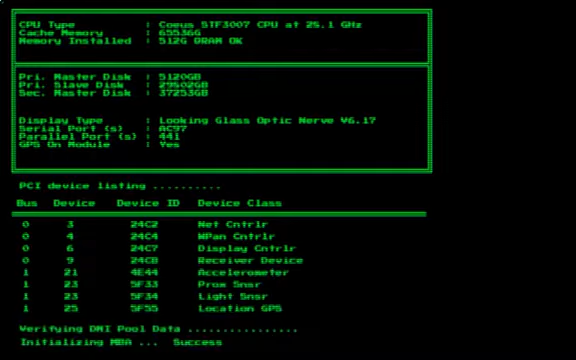 CPU Type : Coeus STF3007 CPU at 25.1 GHz
Cache Memory : 65536G
Memory Installed : 512G DRAM OK
Pri. Master Disk : 5120GB
Pri. Slave Disk : 29502GB
Sec. Master Disk : 37253GB
Display Type : Looking Glass Optic Nerve V6.17
Serial Port(s) : AC97
Parallel Port(s) : 441
GPS On Module : Yes
PCI device listing ..........
Bus Device Device ID Device Class
0 3 24C2 Net Cntrlr
0 4 24C4 WPan Cntrlr
0 6 24C7 Display Cntrlr
0 9 24CB Receiver Device
1 21 4E44 Accelerometer
1 23 5F33 Prox Snsr
1 23 5F34 Light Snsr
1 25 5F55 Location GPS
Verifying DMI Pool Data ................
Initializing MBA ... Success